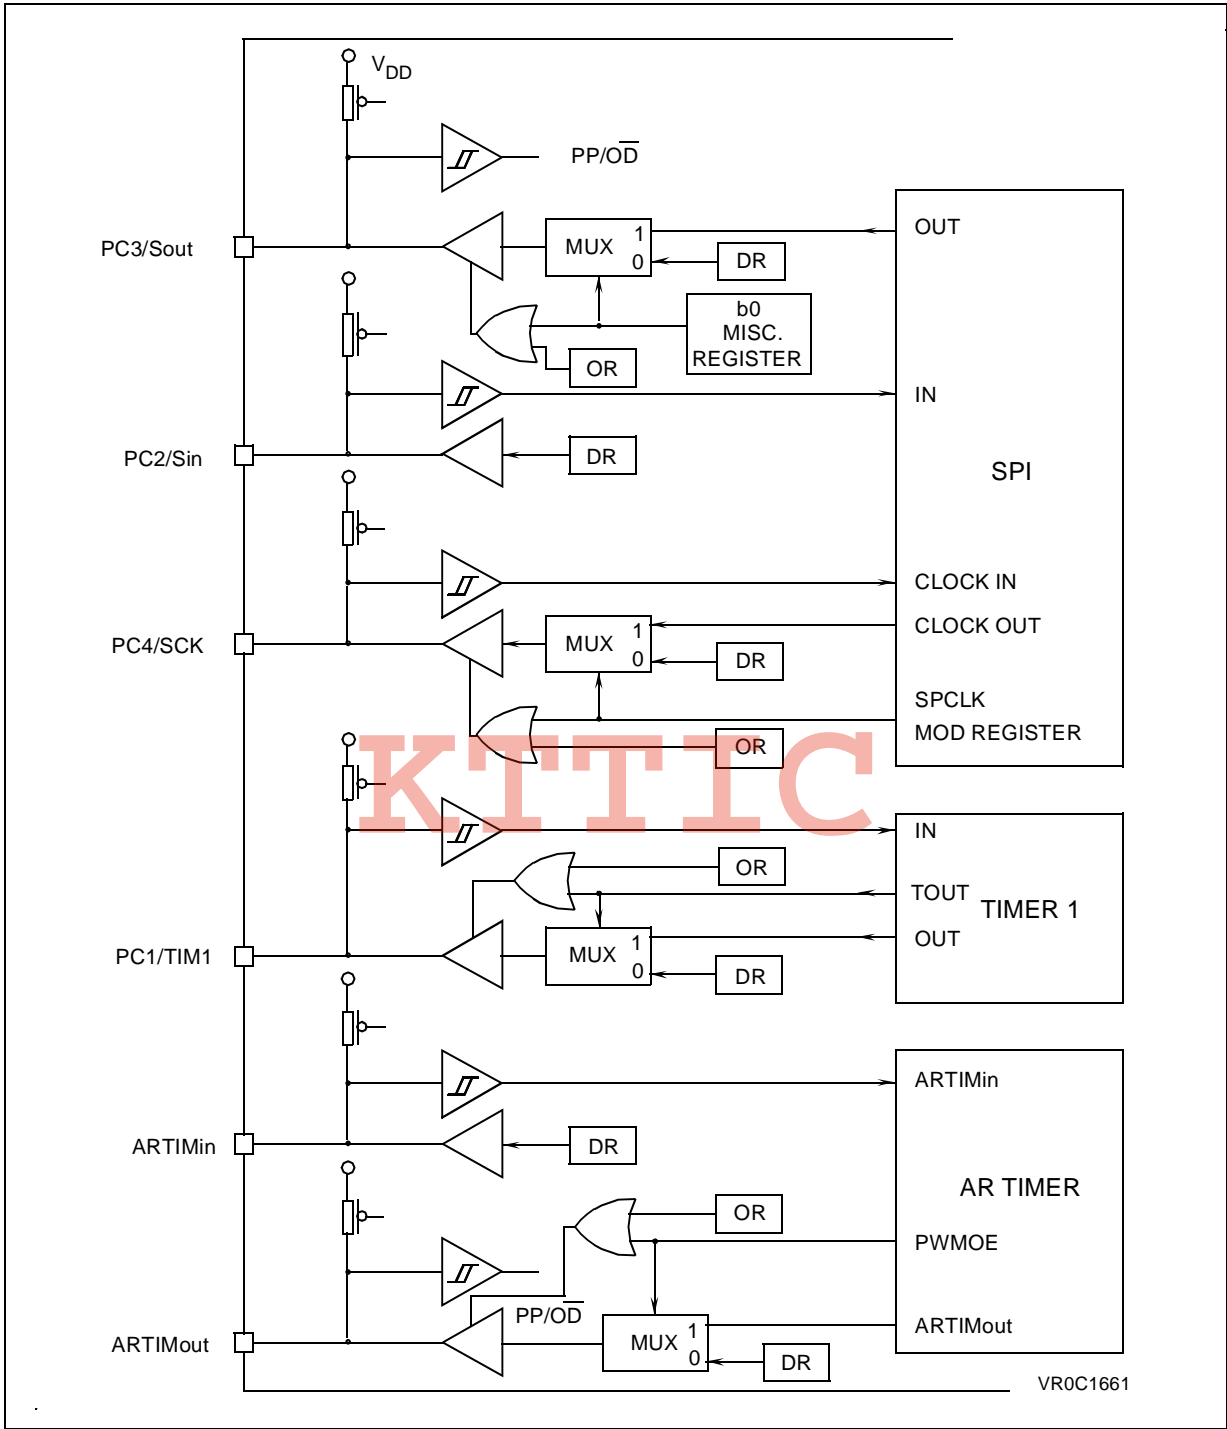 VDD
PP/OD
PC3/Sout
MUX
1
0
DR
OUT
b0
MISC.
REGISTER
OR
IN
PC2/Sin
DR
SPI
CLOCK IN
CLOCK OUT
PC4/SCK
MUX
1
0
DR
SPCLK
MOD REGISTER
OR
KTTIC
IN
OR
TOUT
TIMER 1
OUT
PC1/TIM1
MUX
1
0
DR
ARTIMin
ARTIMin
DR
AR TIMER
OR
PWMOE
PP/OD
ARTIMout
MUX
1
0
DR
ARTIMout
VR0C1661